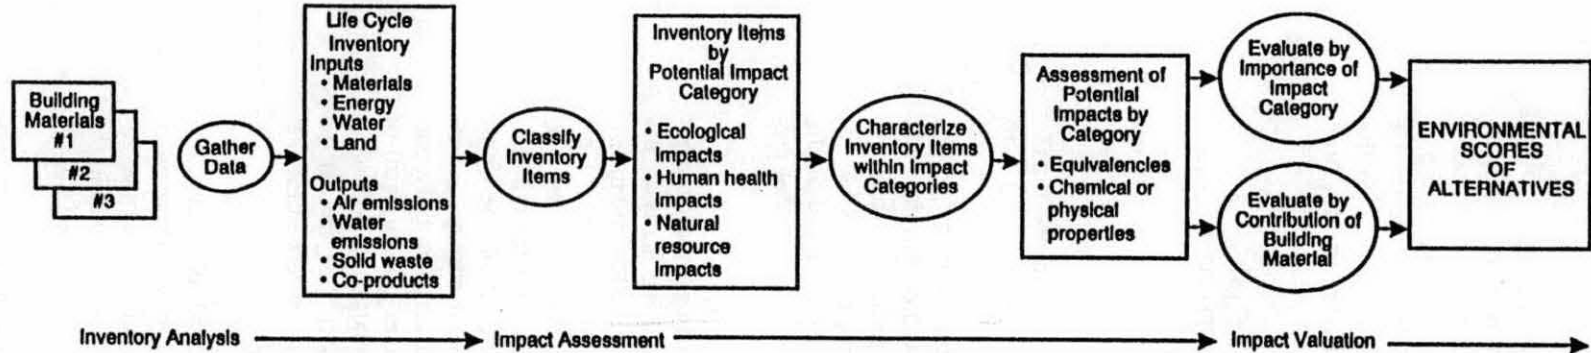 Building
Materials
#1
#2
#3
Gather
Data
Life Cycle
Inventory
Inputs
• Materials
• Energy
• Water
• Land
Outputs
• Air emissions
• Water
emissions
• Solid waste
• Co-products
Classify
Inventory
Items
Inventory Items
by
Potential Impact
Category
• Ecological
Impacts
• Human health
Impacts
• Natural
resource
Impacts
Characterize
Inventory Items
within Impact
Categories
Assessment of
Potential
Impacts by
Category
• Equivalencies
• Chemical or
physical
properties
Evaluate by
Importance of
Impact
Category
Evaluate by
Contribution of
Building
Material
ENVIRONMENTAL
SCORES
OF
ALTERNATIVES
Inventory Analysis
Impact Assessment
Impact Valuation